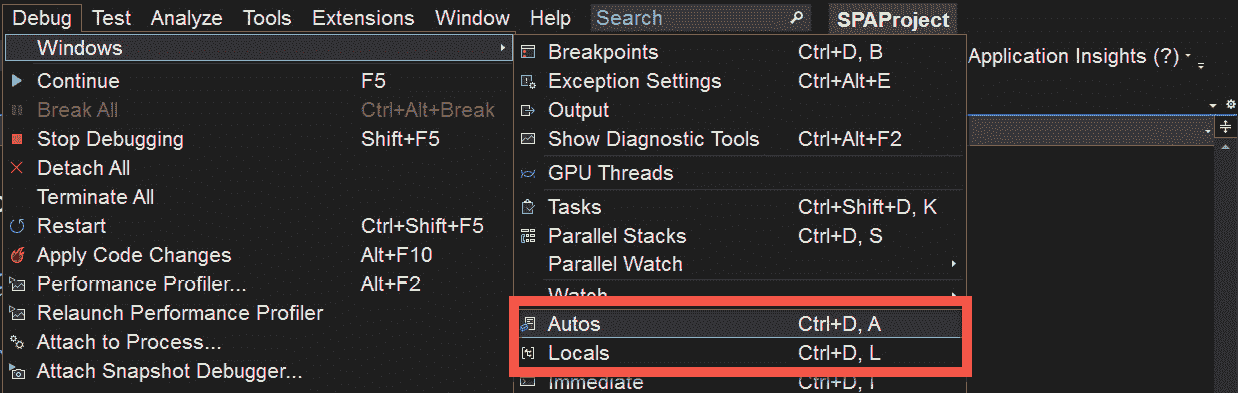 Debug Test Analyze Tools Extensions Window Help Search SPAProject
Windows
Continue F5
Break All Ctrl+Alt+Break
Stop Debugging Shift+F5
Detach All
Terminate All
Restart Ctrl+Shift+F5
Apply Code Changes Alt+F10
Performance Profiler... Alt+F2
Relaunch Performance Profiler
Attach to Process...
Attach Snapshot Debugger...
Breakpoints Ctrl+D, B
Exception Settings Ctrl+Alt+E
Output
Show Diagnostic Tools Ctrl+Alt+F2
GPU Threads
Tasks Ctrl+Shift+D, K
Parallel Stacks Ctrl+D, S
Parallel Watch
Watch
Autos Ctrl+D, A
Locals Ctrl+D, L
Immediate Ctrl+D, I
Application Insights (?)